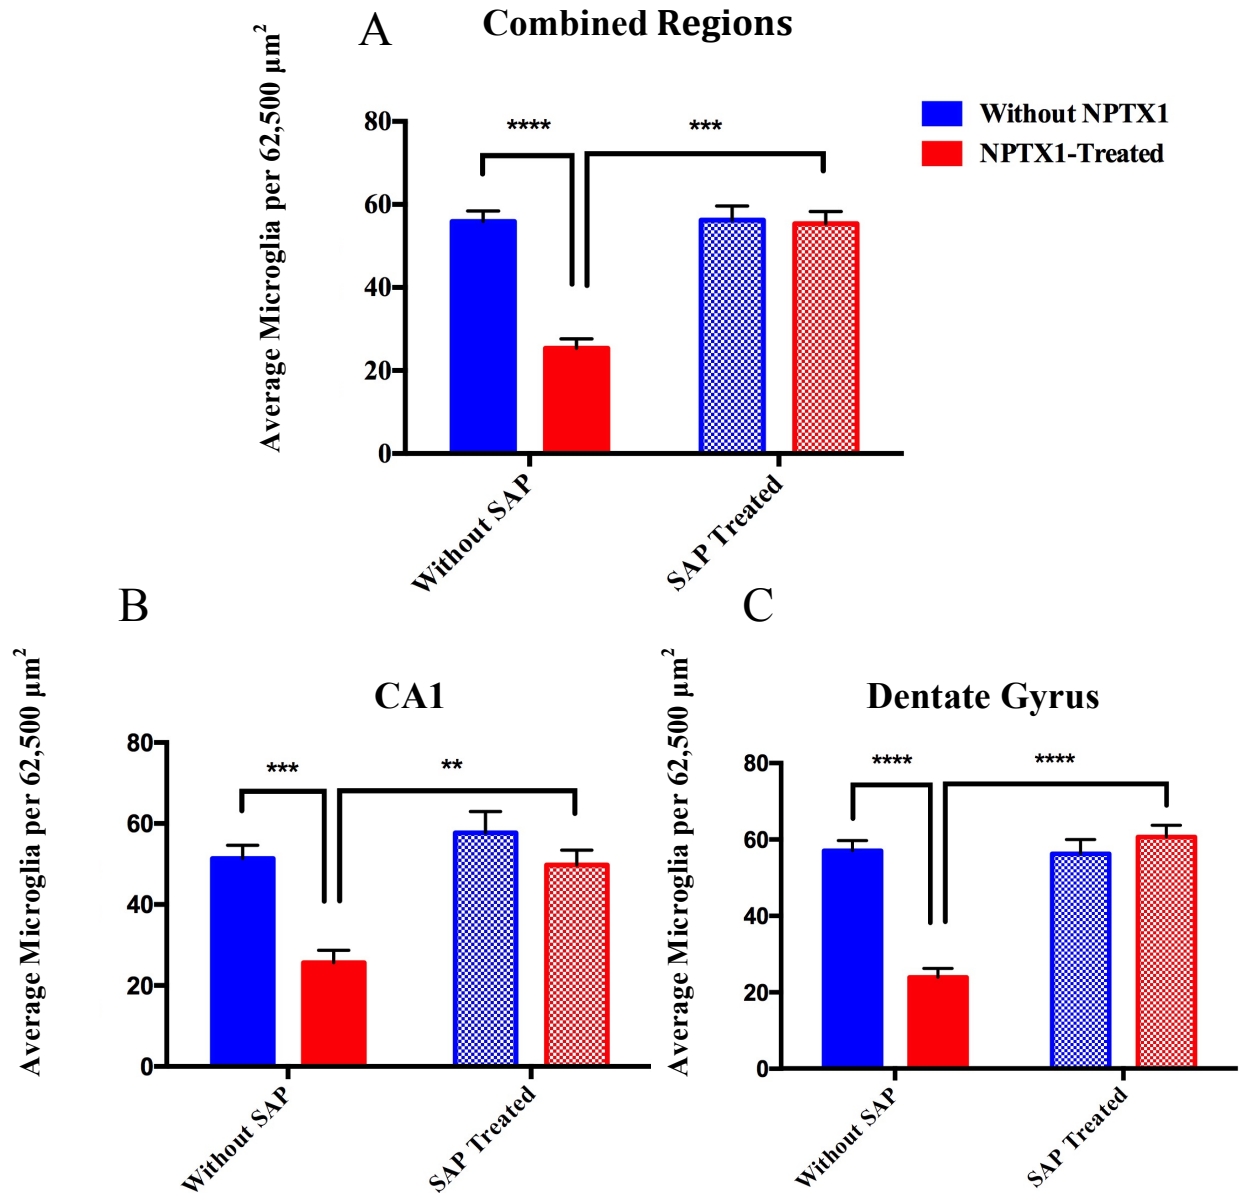 A
Combined Regions
Average Microglia per 62,500 µm²
80
60
40
20
0
****
***
Without NPTX1
NPTX1-Treated
Without SAP
SAP Treated
B
CA1
Average Microglia per 62,500 µm²
80
60
40
20
0
***
**
Without SAP
SAP Treated
C
Dentate Gyrus
Average Microglia per 62,500 µm²
80
60
40
20
0
****
****
Without SAP
SAP Treated